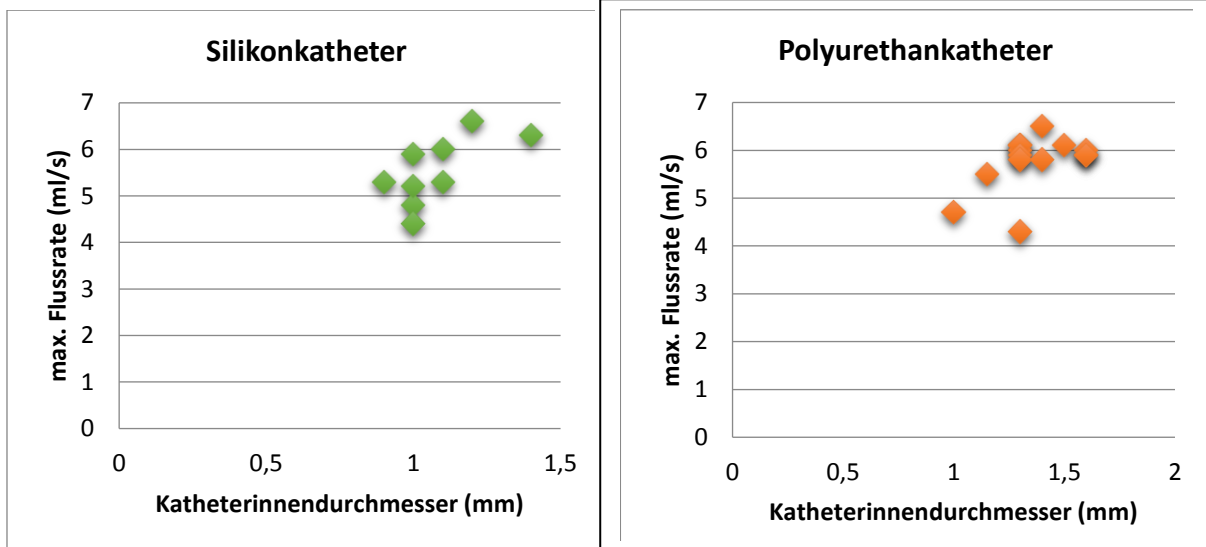 Silikonkatheter
max. Flussrate (ml/s)
7
6
5
4
3
2
1
0
0 0,5 1 1,5
Katheterinnendurchmesser (mm)
Polyurethankatheter
max. Flussrate (ml/s)
7
6
5
4
3
2
1
0
0 0,5 1 1,5 2
Katheterinnendurchmesser (mm)